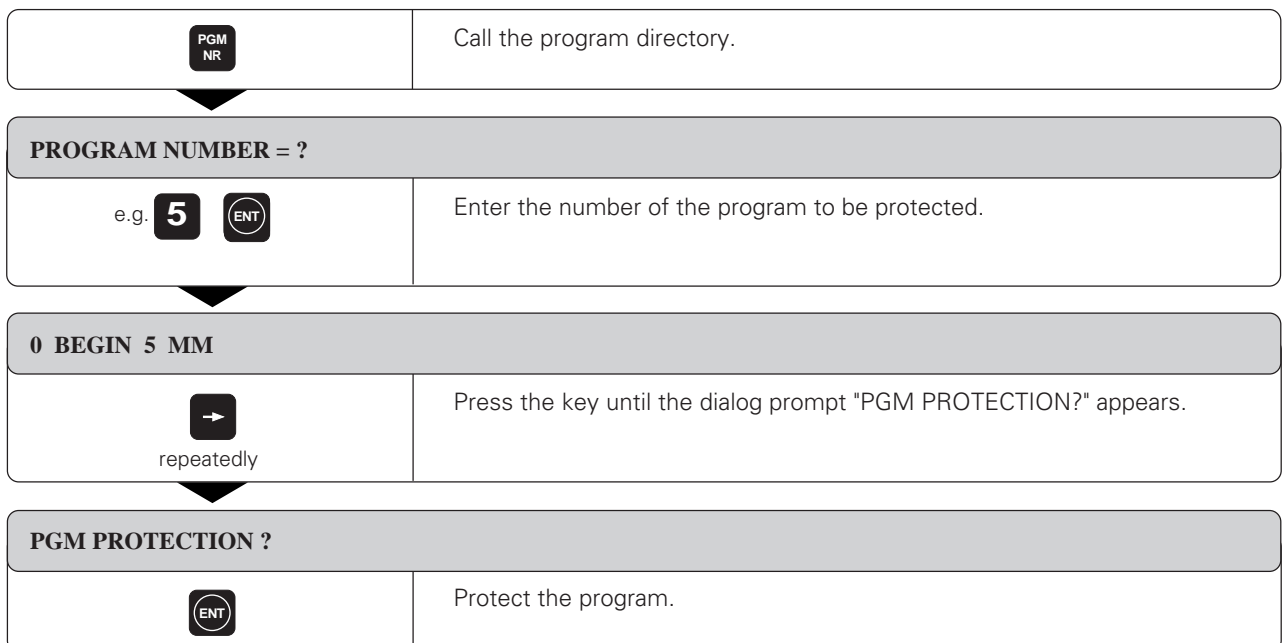 PGM
NR
Call the program directory.
PROGRAM NUMBER = ?
e.g. 5 ENT
Enter the number of the program to be protected.
0 BEGIN 5 MM
Press the key until the dialog prompt "PGM PROTECTION?" appears.
repeatedly
PGM PROTECTION ?
ENT
Protect the program.